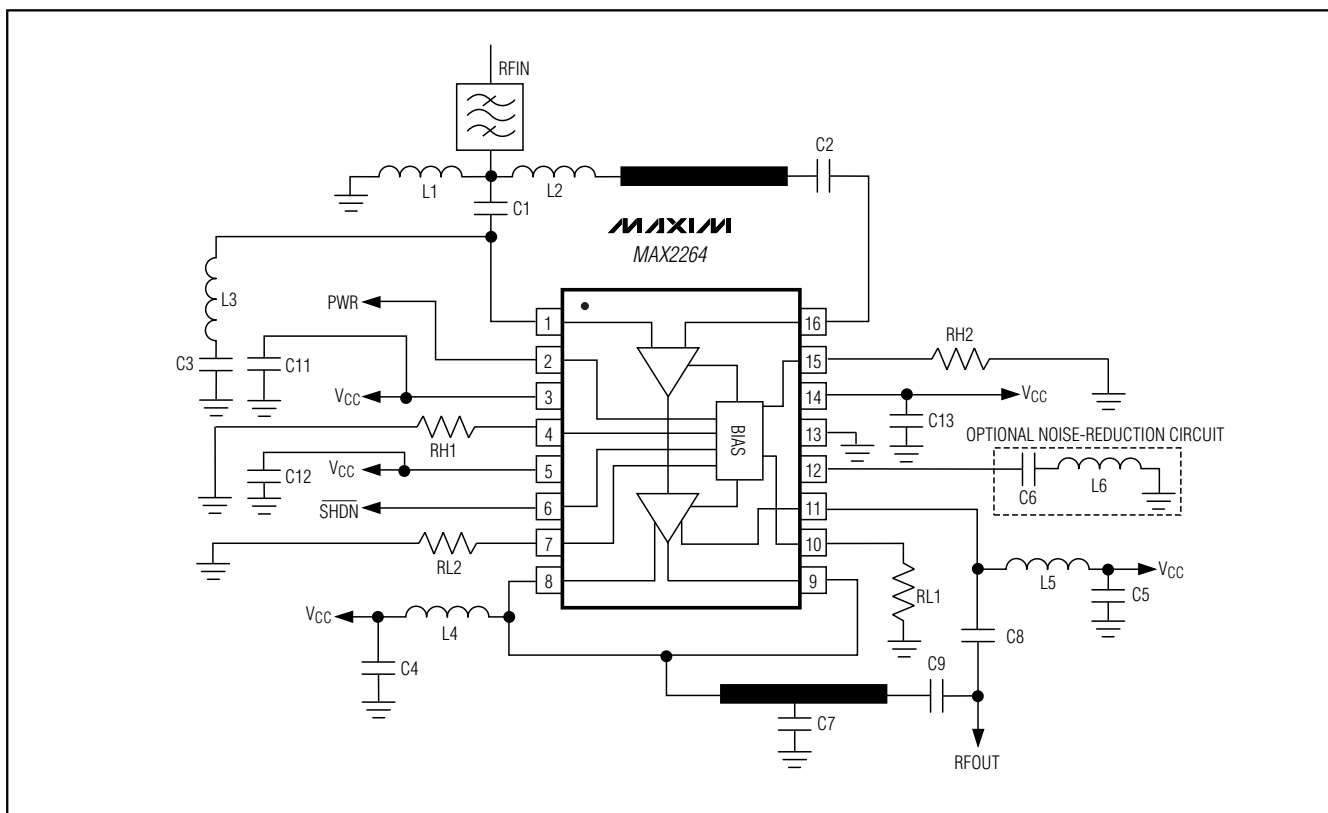 RFIN
C2
L1
L2
C1
MAXIM
MAX2264
L3
PWR
1
16
RH2
C3
C11
2
15
VCC
3
14
VCC
C13
RH1
4
BIAS
13
OPTIONAL NOISE-REDUCTION CIRCUIT
C12
VCC
5
12
C6
L6
SHDN
6
11
RL2
7
10
L5
VCC
C5
8
9
RL1
VCC
L4
C8
C4
C9
C7
RFOUT